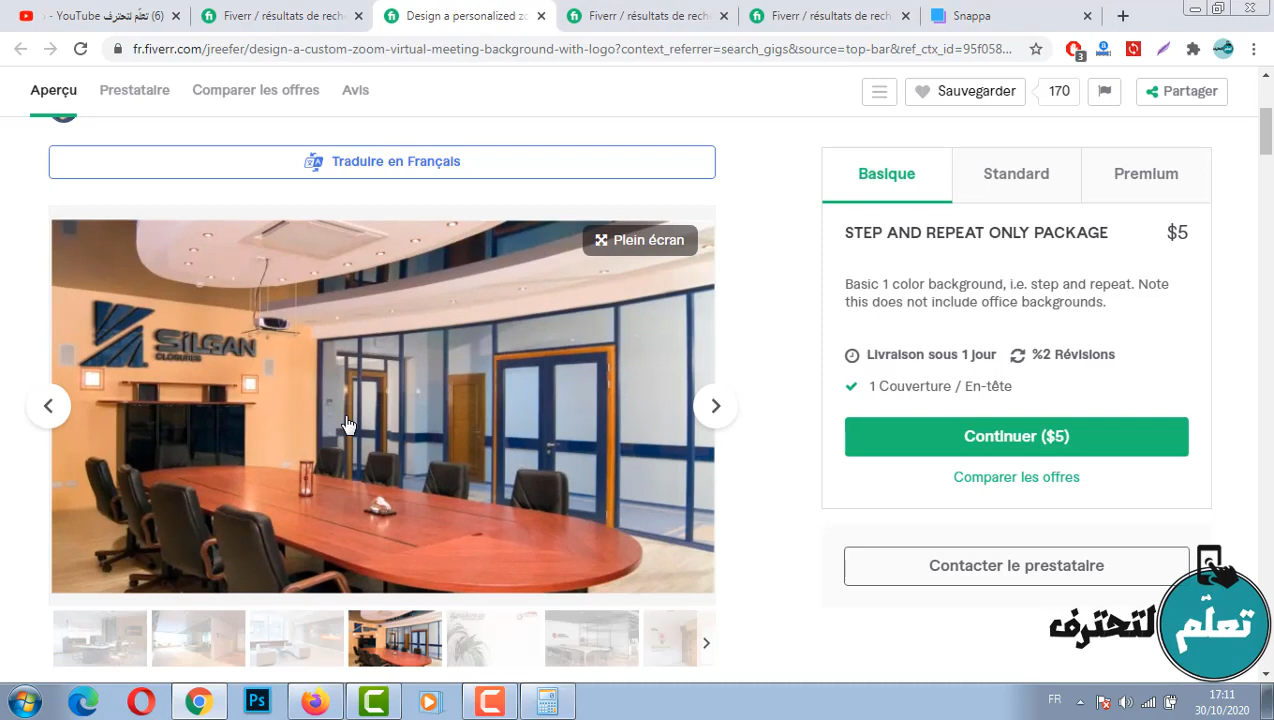 (6) YouTube - تعلّم لتحترف
Fiverr / résultats de rech
Design a personalized zo
Fiverr / résultats de rech
Fiverr / résultats de rech
Snappa
fr.fiverr.com/jreefer/design-a-custom-zoom-virtual-meeting-background-with-logo?context_referrer=search_gigs&source=top-bar&ref_ctx_id=95f058...
3
Aperçu
Prestataire
Comparer les offres
Avis
Sauvegarder
170
Partager
Traduire en Français
Plein écran
SILGAN
CLOSURES
Basique
Standard
Premium
STEP AND REPEAT ONLY PACKAGE
$5
Basic 1 color background, i.e. step and repeat. Note
this does not include office backgrounds.
Livraison sous 1 jour
%2 Révisions
1 Couverture / En-tête
Continuer ($5)
Comparer les offres
Contacter le prestataire
تعلّم
لتحترف
Ps
FR
17:11
30/10/2020